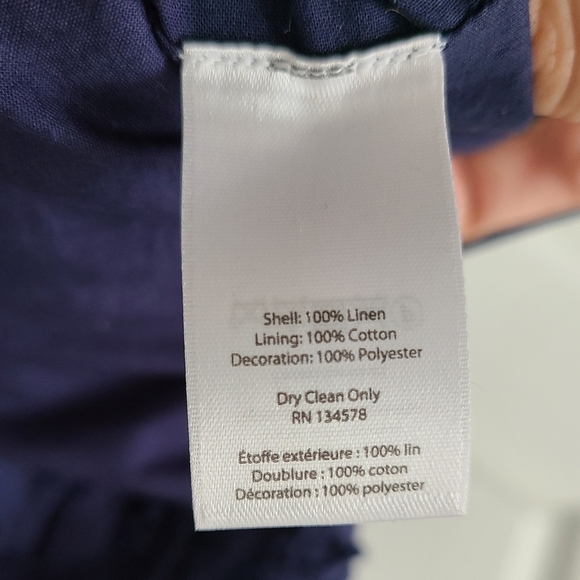 Shell: 100% Linen
Lining: 100% Cotton
Decoration: 100% Polyester
Dry Clean Only
RN 134578
Étoffe extérieure : 100% lin
Doublure : 100% coton
Décoration : 100% polyester